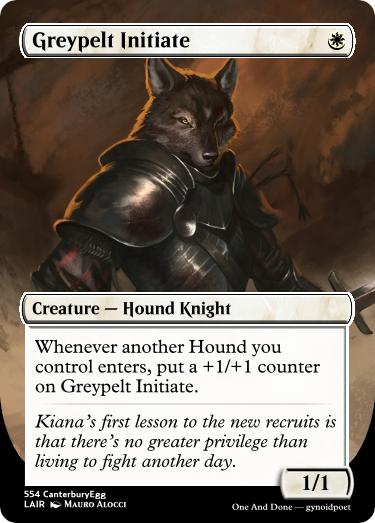 Greypelt Initiate
Creature — Hound Knight
Whenever another Hound you
control enters, put a +1/+1 counter
on Greypelt Initiate.
Kiana's first lesson to the new recruits is
that there's no greater privilege than
living to fight another day.
1/1
554 CanterburyEgg
LAIR Mauro Alocci
One And Done — gynoidpoet